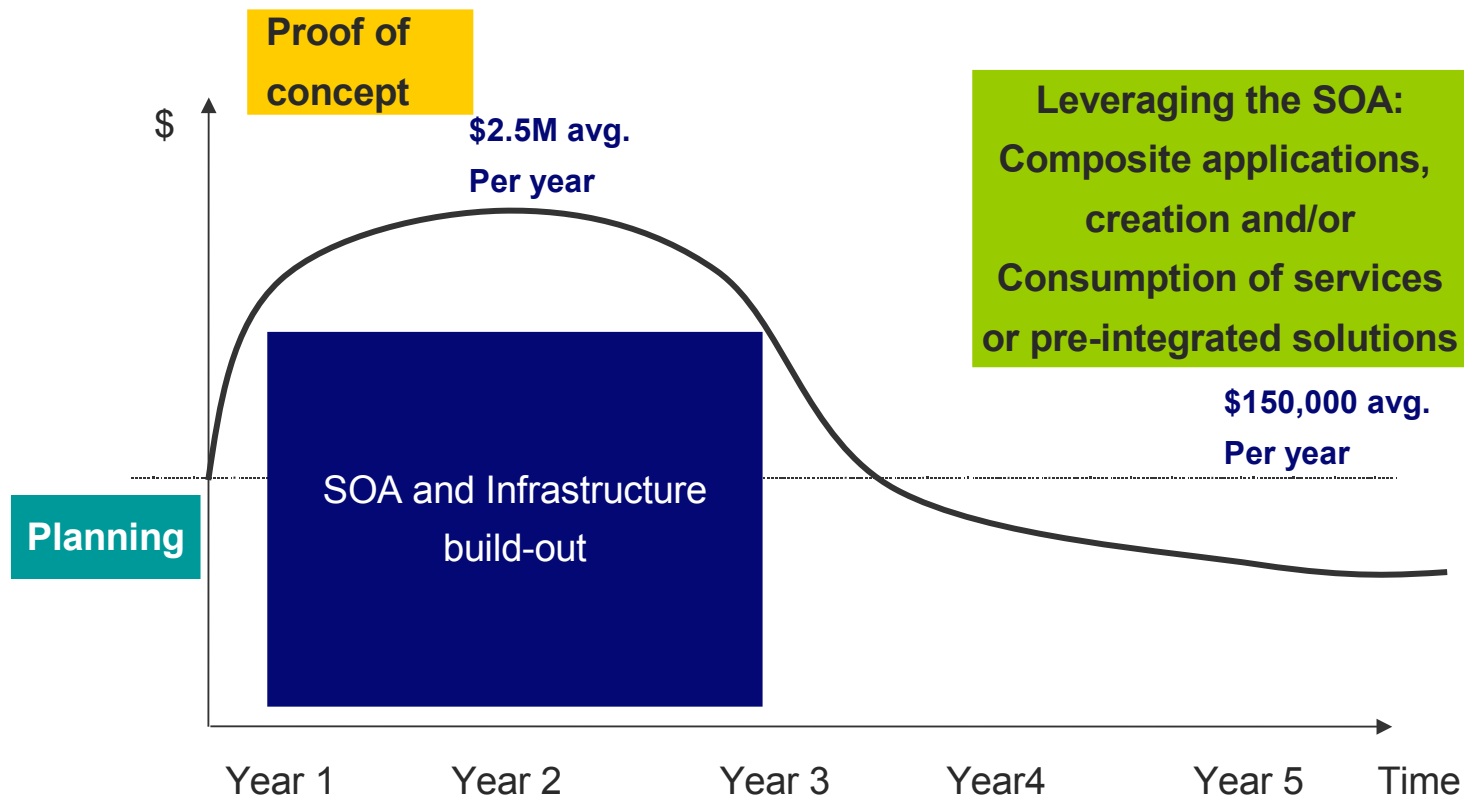 Proof of
concept
$
$2.5M avg.
Per year
Leveraging the SOA:
Composite applications,
creation and/or
Consumption of services
or pre-integrated solutions
$150,000 avg.
Per year
Planning
SOA and Infrastructure
build-out
Year 1
Year 2
Year 3
Year4
Year 5
Time